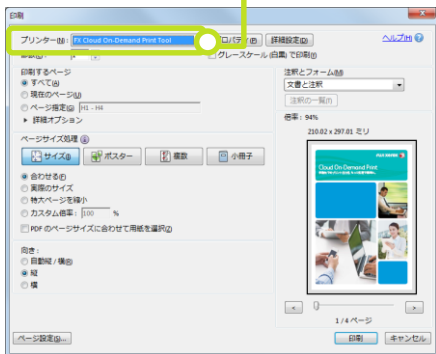 印刷
プリンター(N): FX Cloud On-Demand Print Tool プロパティ(P) 詳細設定(D) ヘルプ(H)
グレースケール (白黒) で印刷(I)
印刷するページ
すべて(A)
現在のページ(U)
ページ指定(G) H1 - H4
詳細オプション
注釈とフォーム(M)
文書と注釈
注釈の一覧(T)
倍率: 94%
210.02 x 297.01 ミリ
ページサイズ処理
サイズ(I) ポスター 複数 小冊子
合わせる(F)
実際のサイズ
特大ページを縮小
カスタム倍率: 100 %
PDF のページサイズに合わせて用紙を選択(Z)
Cloud On-Demand Print
向き:
自動縦 / 横(B)
縦
横
< >
1 / 4 ページ
ページ設定(S)... 印刷 キャンセル